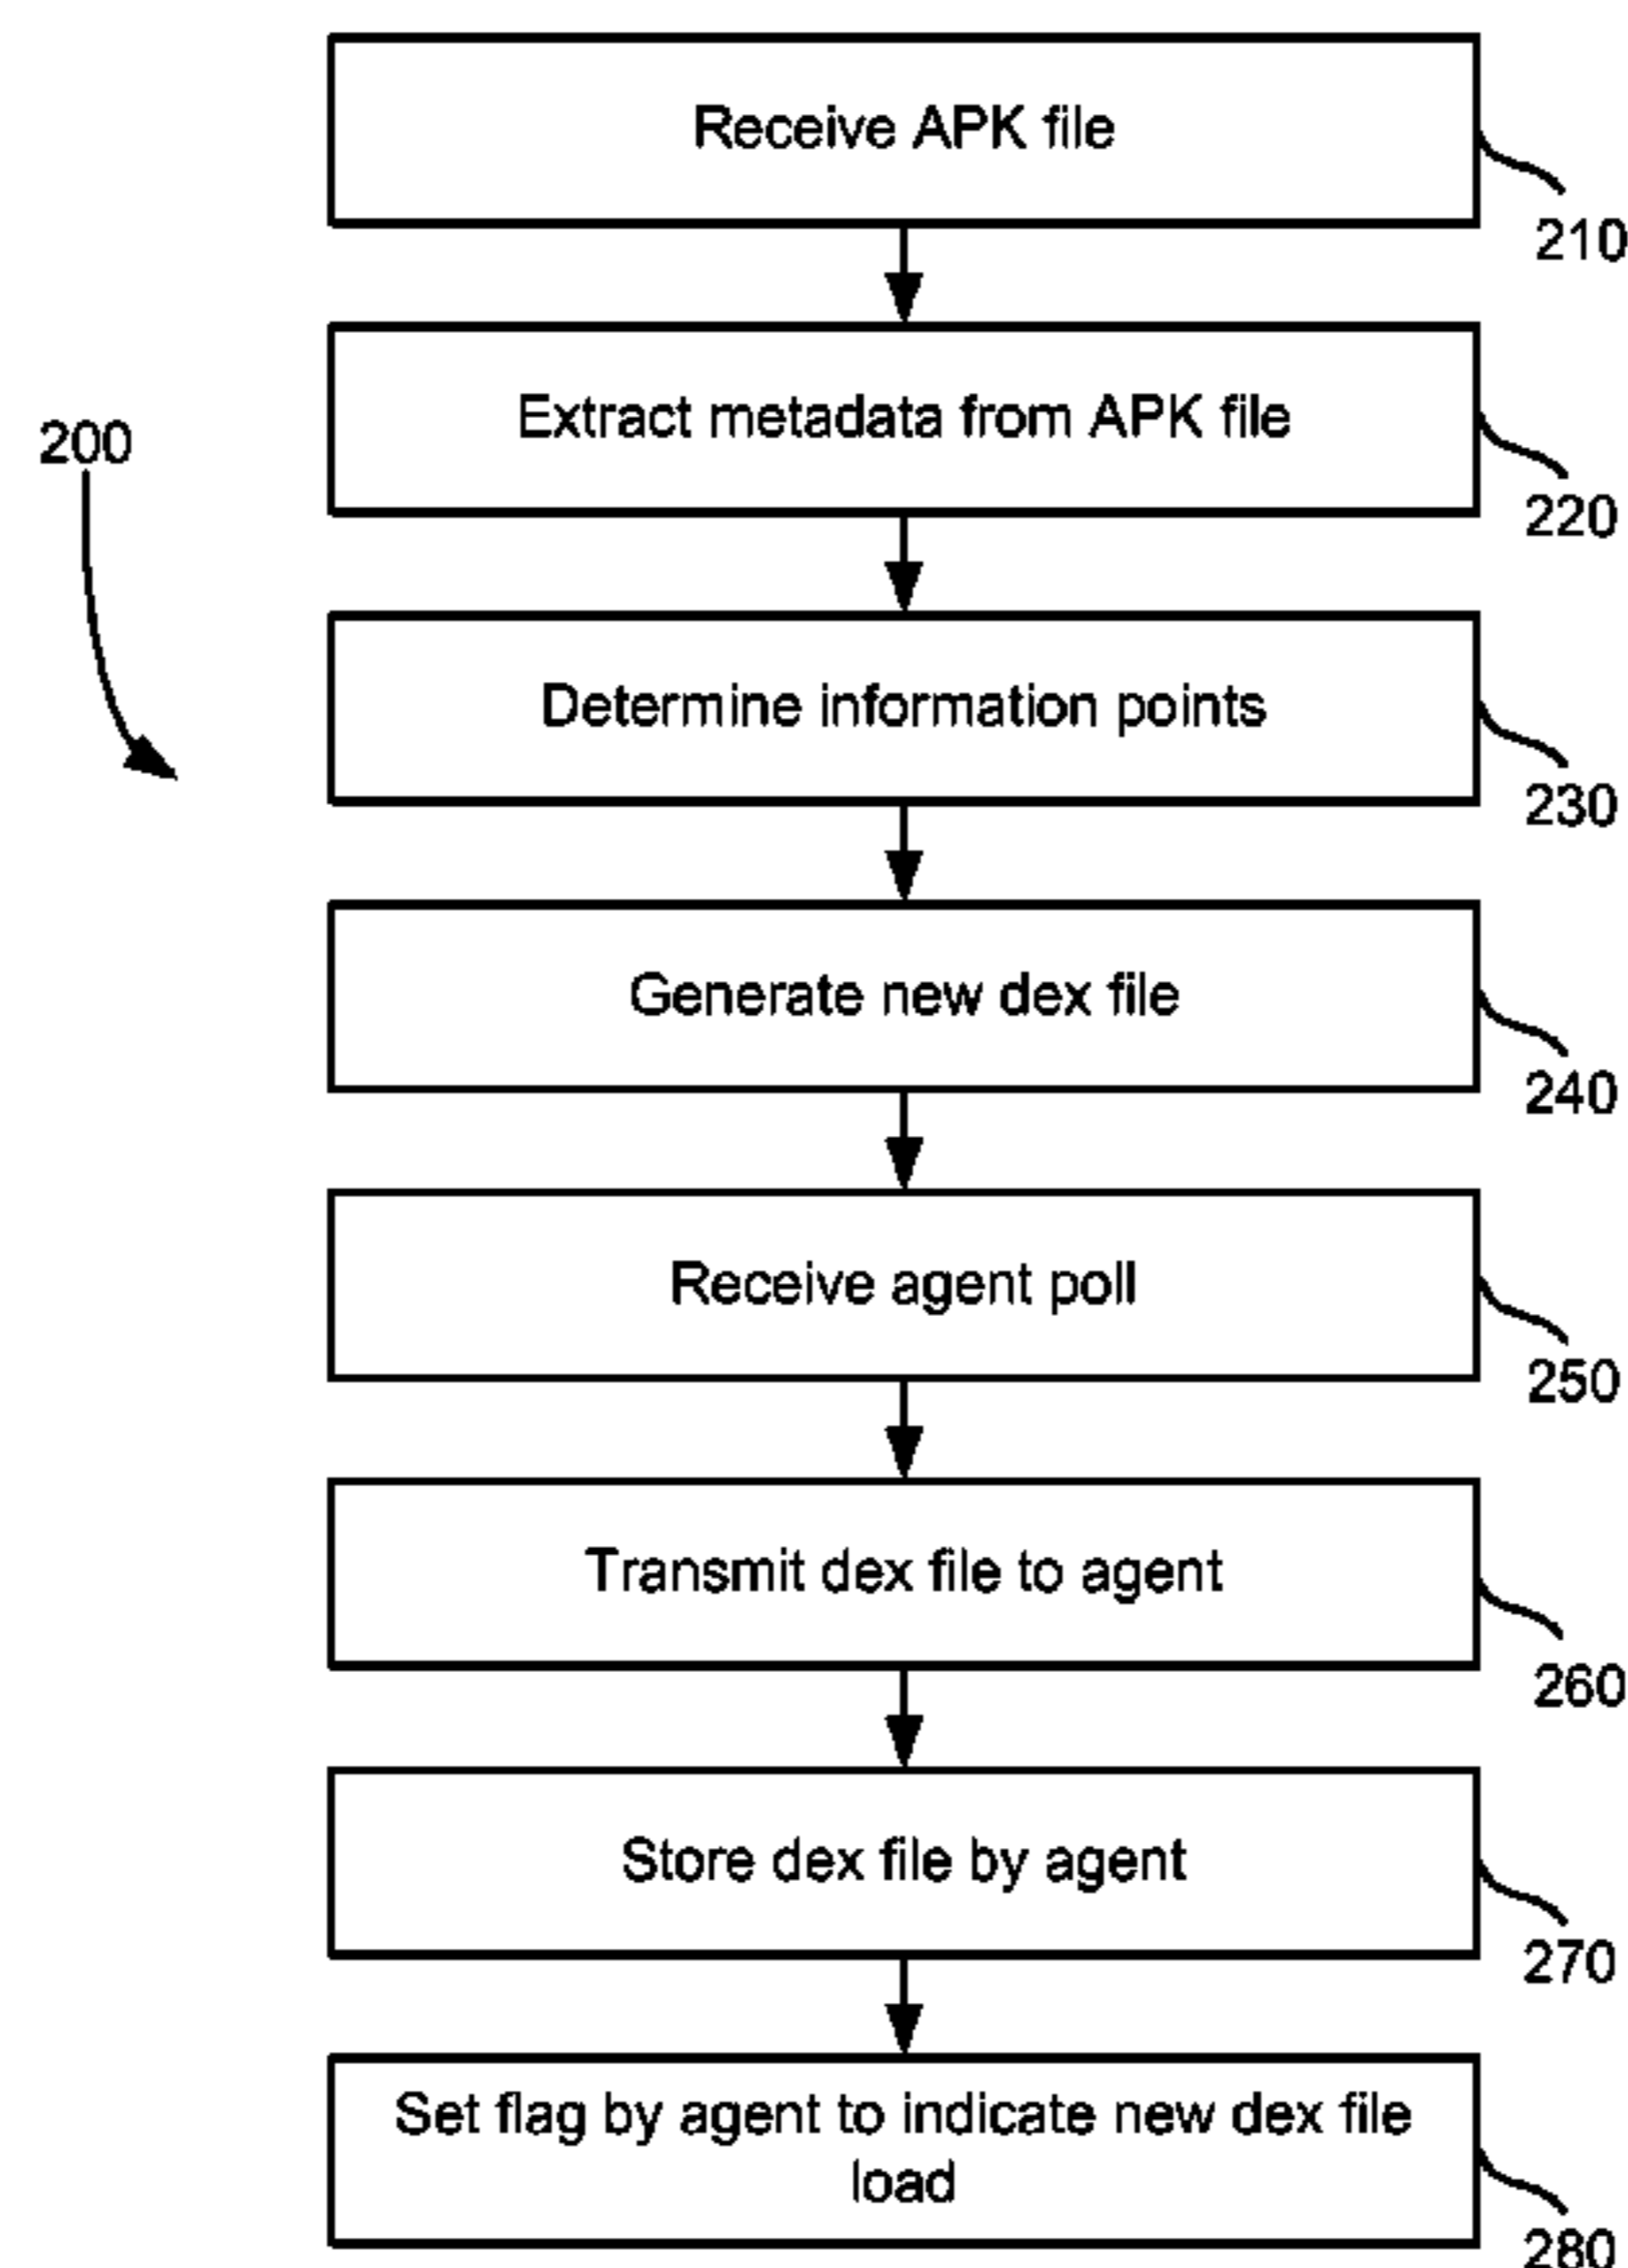 Receive APK file
210
Extract metadata from APK file
200
220
Determine information points
230
Generate new dex file
240
Receive agent poll
250
Transmit dex file to agent
260
Store dex file by agent
270
Set flag by agent to indicate new dex file
load
280